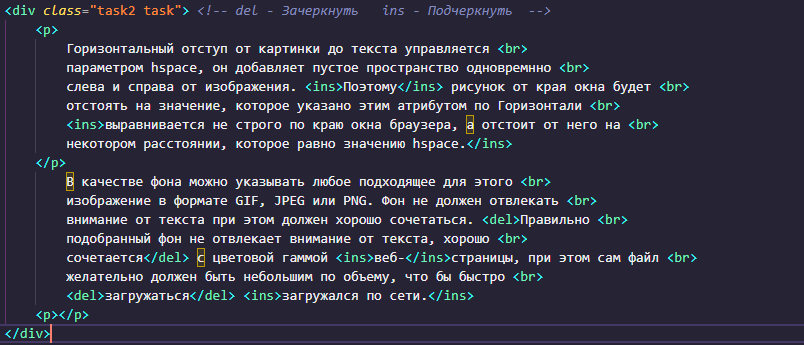 <div class="task2 task"> <!-- del - Зачеркнуть   ins - Подчеркнуть  -->
<p>
Горизонтальный отступ от картинки до текста управляется <br>
параметром hspace, он добавляет пустое пространство одновремнно <br>
слева и справа от изображения. <ins>Поэтому</ins> рисунок от края окна будет <br>
отстоять на значение, которое указано этим атрибутом по Горизонтали <br>
<ins>выравнивается не строго по краю окна браузера, а отстоит от него на <br>
некотором расстоянии, которое равно значению hspace.</ins>
</p>
В качестве фона можно указывать любое подходящее для этого <br>
изображение в формате GIF, JPEG или PNG. Фон не должен отвлекать <br>
внимание от текста при этом должен хорошо сочетаться. <del>Правильно <br>
подобранный фон не отвлекает внимание от текста, хорошо <br>
сочетается</del> с цветовой гаммой <ins>веб-</ins>страницы, при этом сам файл <br>
желательно должен быть небольшим по объему, что бы быстро <br>
<del>загружаться</del> <ins>загружался по сети.</ins>
<p></p>
</div>